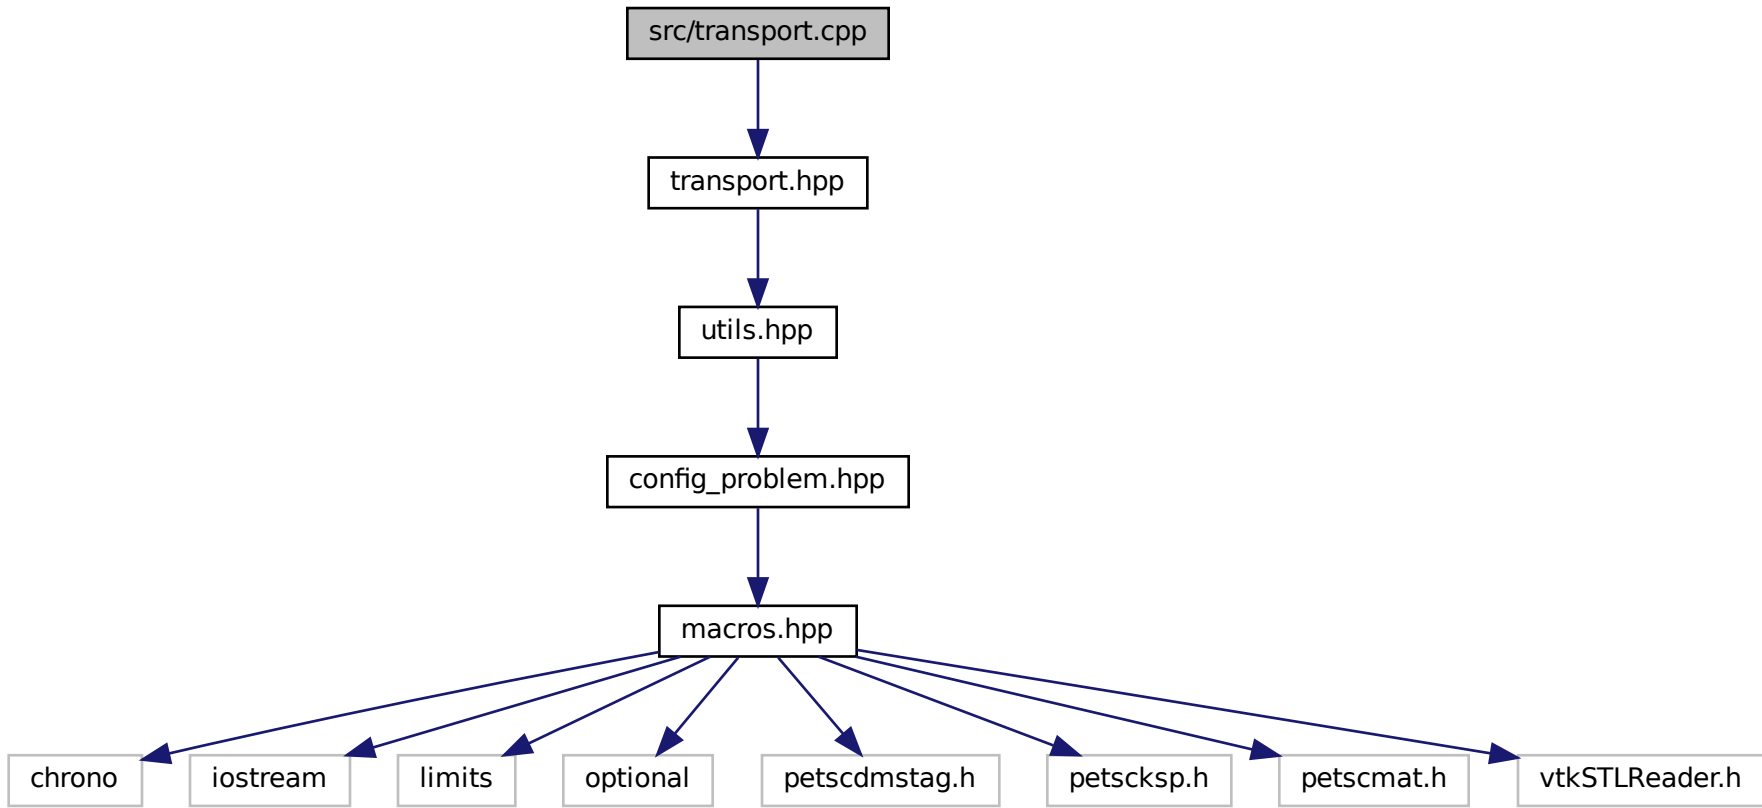 src/transport.cpp
transport.hpp
utils.hpp
config_problem.hpp
macros.hpp
chrono
iostream
limits
optional
petscdmstag.h
petscksp.h
petscmat.h
vtkSTLReader.h